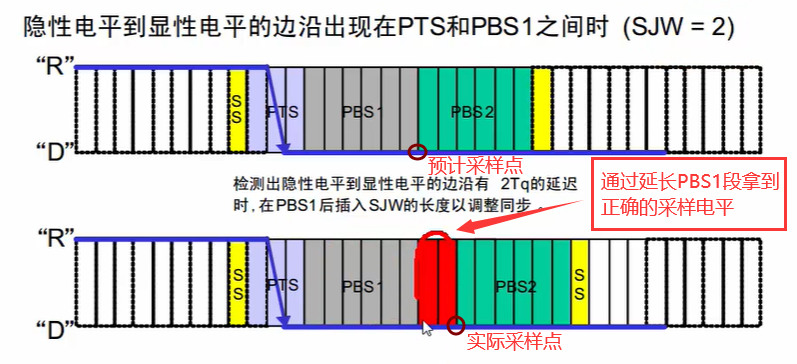 隐性电平到显性电平的边沿出现在PTS和PBS1之间时 (SJW = 2)
“R”
SS
PTS
PBS1
PBS2
“D”
预计采样点
检测出隐性电平到显性电平的边沿有 2Tq的延迟
时,在PBS1后插入SJW的长度以调整同步 。
通过延长PBS1段拿到
正确的采样电平
“R”
SS
PTS
PBS1
PBS2
SS
“D”
实际采样点